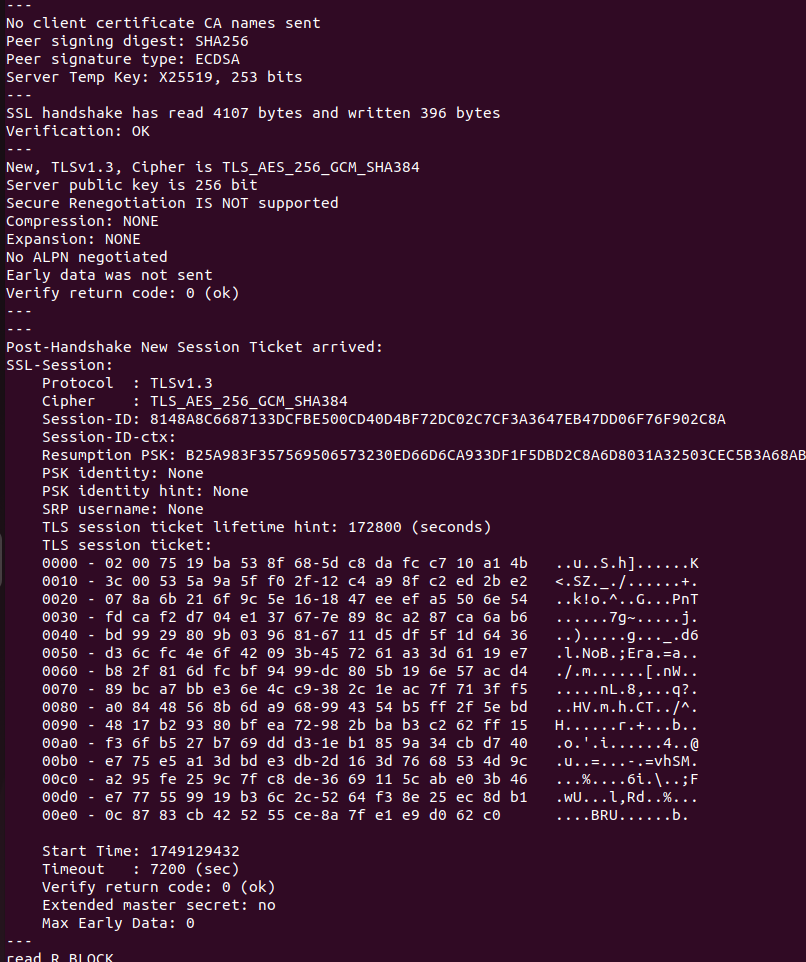 ---
No client certificate CA names sent
Peer signing digest: SHA256
Peer signature type: ECDSA
Server Temp Key: X25519, 253 bits
---
SSL handshake has read 4107 bytes and written 396 bytes
Verification: OK
---
New, TLSv1.3, Cipher is TLS_AES_256_GCM_SHA384
Server public key is 256 bit
Secure Renegotiation IS NOT supported
Compression: NONE
Expansion: NONE
No ALPN negotiated
Early data was not sent
Verify return code: 0 (ok)
---
---
Post-Handshake New Session Ticket arrived:
SSL-Session:
    Protocol  : TLSv1.3
    Cipher    : TLS_AES_256_GCM_SHA384
    Session-ID: 8148A8C6687133DCFBE500CD40D4BF72DC02C7CF3A3647EB47DD06F76F902C8A
    Session-ID-ctx:
    Resumption PSK: B25A983F357569506573230ED66D6CA933DF1F5DBD2C8A6D8031A32503CEC5B3A68AB
    PSK identity: None
    PSK identity hint: None
    SRP username: None
    TLS session ticket lifetime hint: 172800 (seconds)
    TLS session ticket:
    0000 - 02 00 75 19 ba 53 8f 68-5d c8 da fc c7 10 a1 4b   ..u..S.h]......K
    0010 - 3c 00 53 5a 9a 5f f0 2f-12 c4 a9 8f c2 ed 2b e2   <.SZ._./......+.
    0020 - 07 8a 6b 21 6f 9c 5e 16-18 47 ee ef a5 50 6e 54   ..k!o.^..G...PnT
    0030 - fd ca f2 d7 04 e1 37 67-7e 89 8c a2 87 ca 6a b6   ......7g~.....j.
    0040 - bd 99 29 80 9b 03 96 81-67 11 d5 df 5f 1d 64 36   ..).....g..._.d6
    0050 - d3 6c fc 4e 6f 42 09 3b-45 72 61 a3 3d 61 19 e7   .l.NoB.;Era.=a..
    0060 - b8 2f 81 6d fc bf 94 99-dc 80 5b 19 6e 57 ac d4   ./.m......[.nW..
    0070 - 89 bc a7 bb e3 6e 4c c9-38 2c 1e ac 7f 71 3f f5   .....nL.8,...q?.
    0080 - a0 84 48 56 8b 6d a9 68-99 43 54 b5 ff 2f 5e bd   ..HV.m.h.CT../^.
    0090 - 48 17 b2 93 80 bf ea 72-98 2b ba b3 c2 62 ff 15   H......r.+...b..
    00a0 - f3 6f b5 27 b7 69 dd d3-1e b1 85 9a 34 cb d7 40   .o.'.i......4..@
    00b0 - e7 75 e5 a1 3d bd e3 db-2d 16 3d 76 68 53 4d 9c   .u..=...-.=vhSM.
    00c0 - a2 95 fe 25 9c 7f c8 de-36 69 11 5c ab e0 3b 46   ...%....6i.\..;F
    00d0 - e7 77 55 99 19 b3 6c 2c-52 64 f3 8e 25 ec 8d b1   .wU...l,Rd..%...
    00e0 - 0c 87 83 cb 42 52 55 ce-8a 7f e1 e9 d0 62 c0   ....BRU......b.
    Start Time: 1749129432
    Timeout   : 7200 (sec)
    Verify return code: 0 (ok)
    Extended master secret: no
    Max Early Data: 0
---
read R BLOCK